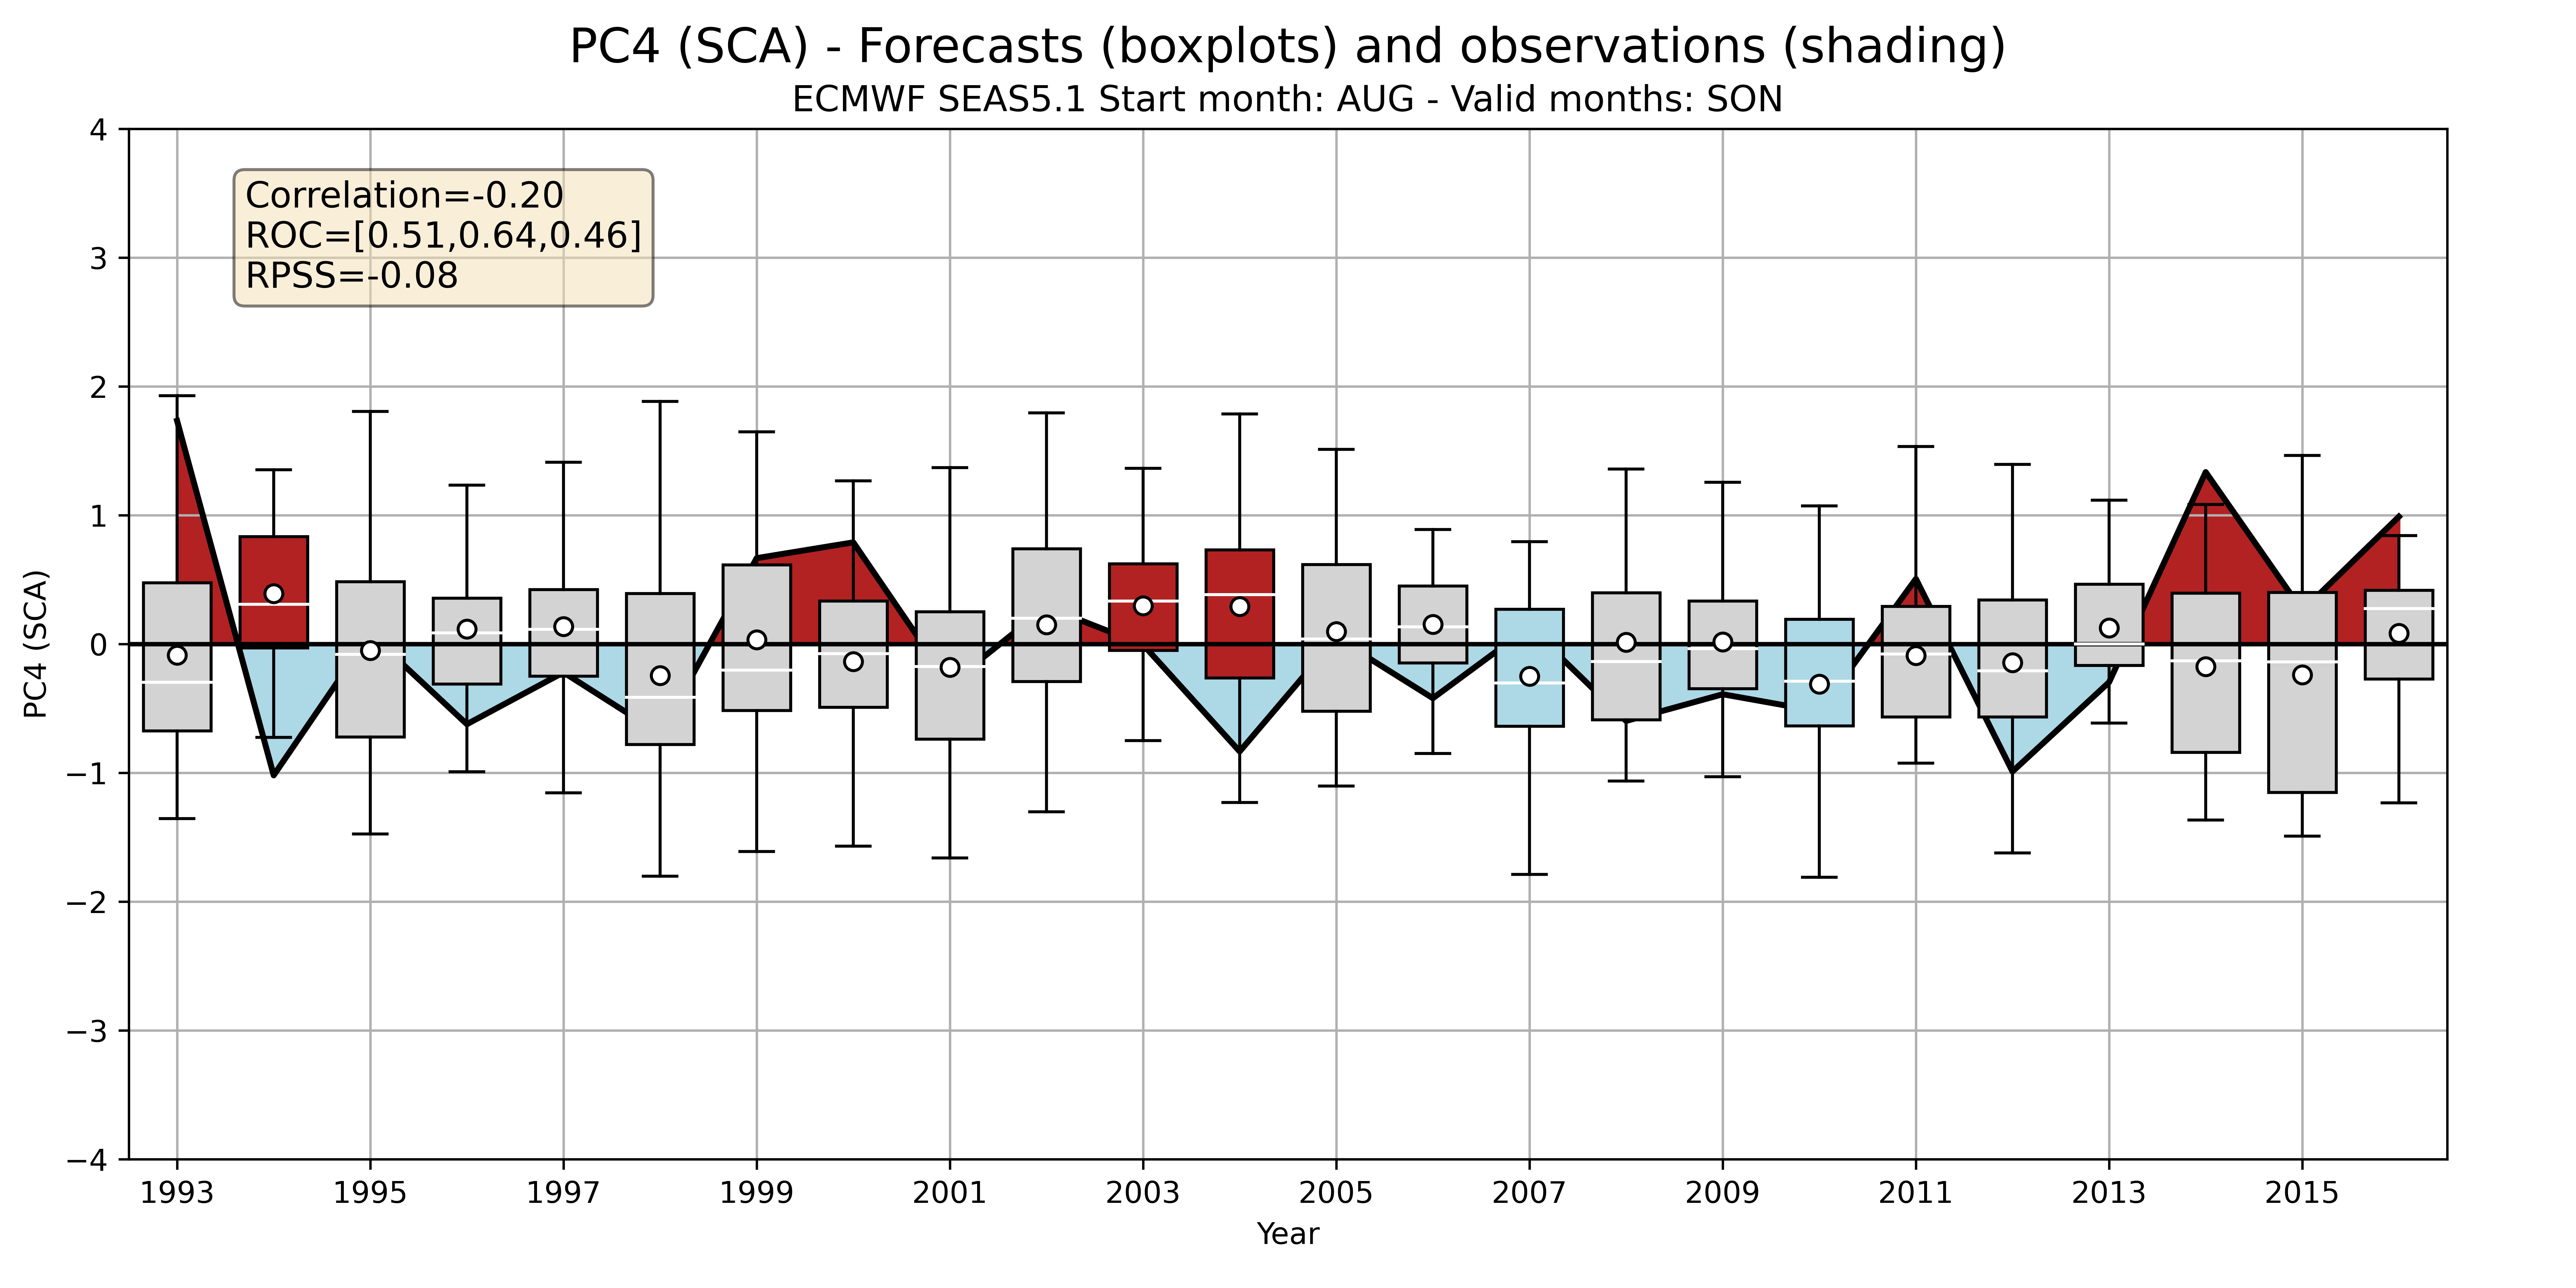 PC4 (SCA) - Forecasts (boxplots) and observations (shading)
ECMWF SEAS5.1 Start month: AUG - Valid months: SON
Correlation=-0.20
ROC=[0.51,0.64,0.46]
RPSS=-0.08
PC4 (SCA)
4
3
2
1
0
−1
−2
−3
−4
1993 1995 1997 1999 2001 2003 2005 2007 2009 2011 2013 2015
Year